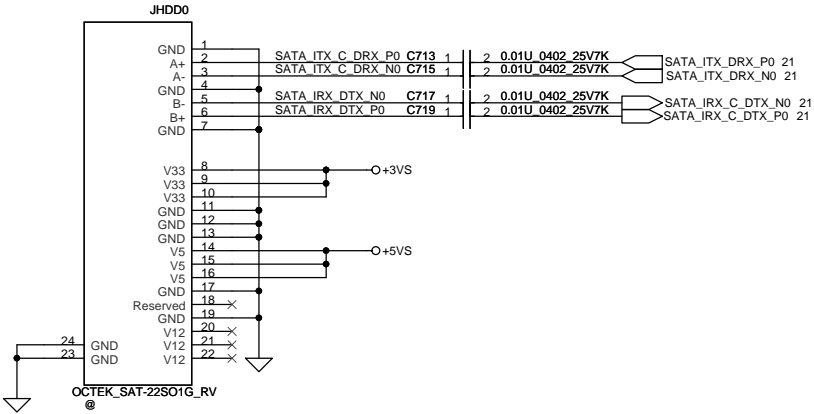 JHDD0
GND 1
A+ 2 SATA_ITX_C_DRX_P0 C713 1 2 0.01U_0402_25V7K SATA_ITX_DRX_P0 21
A- 3 SATA_ITX_C_DRX_N0 C715 1 2 0.01U_0402_25V7K SATA_ITX_DRX_N0 21
GND 4
B- 5 SATA_IRX_DTX_N0 C717 1 2 0.01U_0402_25V7K SATA_IRX_C_DTX_N0 21
B+ 6 SATA_IRX_DTX_P0 C719 1 2 0.01U_0402_25V7K SATA_IRX_C_DTX_P0 21
GND 7
V33 8 +3VS
V33 9
V33 10
GND 11
GND 12
GND 13
V5 14 +5VS
V5 15
V5 16
GND 17
Reserved 18
GND 19
V12 20
24 GND V12 21
23 GND V12 22
OCTEK_SAT-22SO1G_RV
@